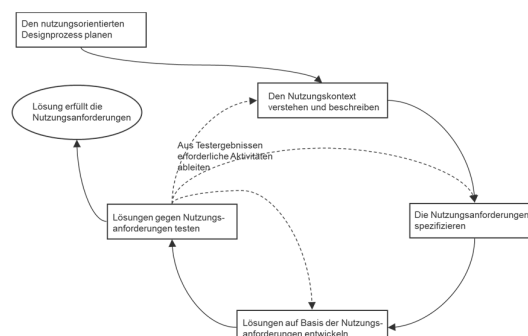 Den nutzungsorientierten
Designprozess planen
Den Nutzungskontext
verstehen und beschreiben
Lösung erfüllt die
Nutzungsanforderungen
Aus Testergebnissen
erforderliche Aktivitäten
ableiten
Lösungen gegen Nutzungs-
anforderungen testen
Die Nutzungsanforderungen
spezifizieren
Lösungen auf Basis der Nutzungs-
anforderungen entwickeln